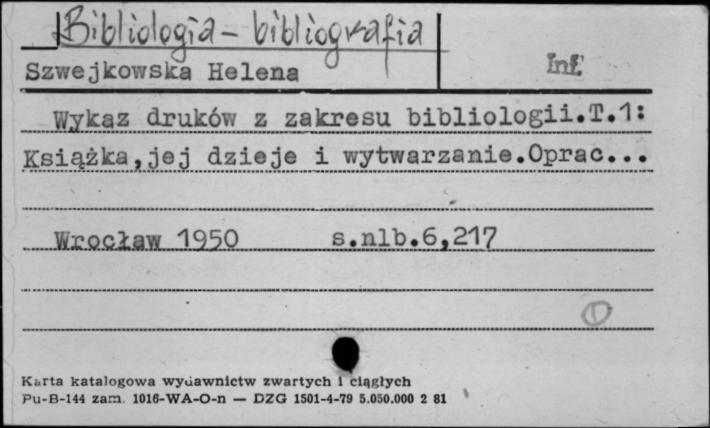 Bibliologia - bibliografia
Szwejkowska Helena
Inf.
Wykaz druków z zakresu bibliologii.T.1:
Książka,jej dzieje i wytwarzanie.Oprac...
Wrocław 1950 s.nlb.6,217
1
Karta katalogowa wydawnictw zwartych i ciągłych
Pu-B-144 zam. 1016-WA-O-n — DZG 1501-4-79 5.050.000 2 81